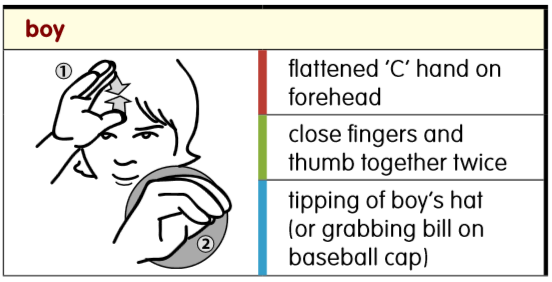 boy
①
flattened ‘C’ hand on
forehead
close fingers and
thumb together twice
②
tipping of boy’s hat
(or grabbing bill on
baseball cap)